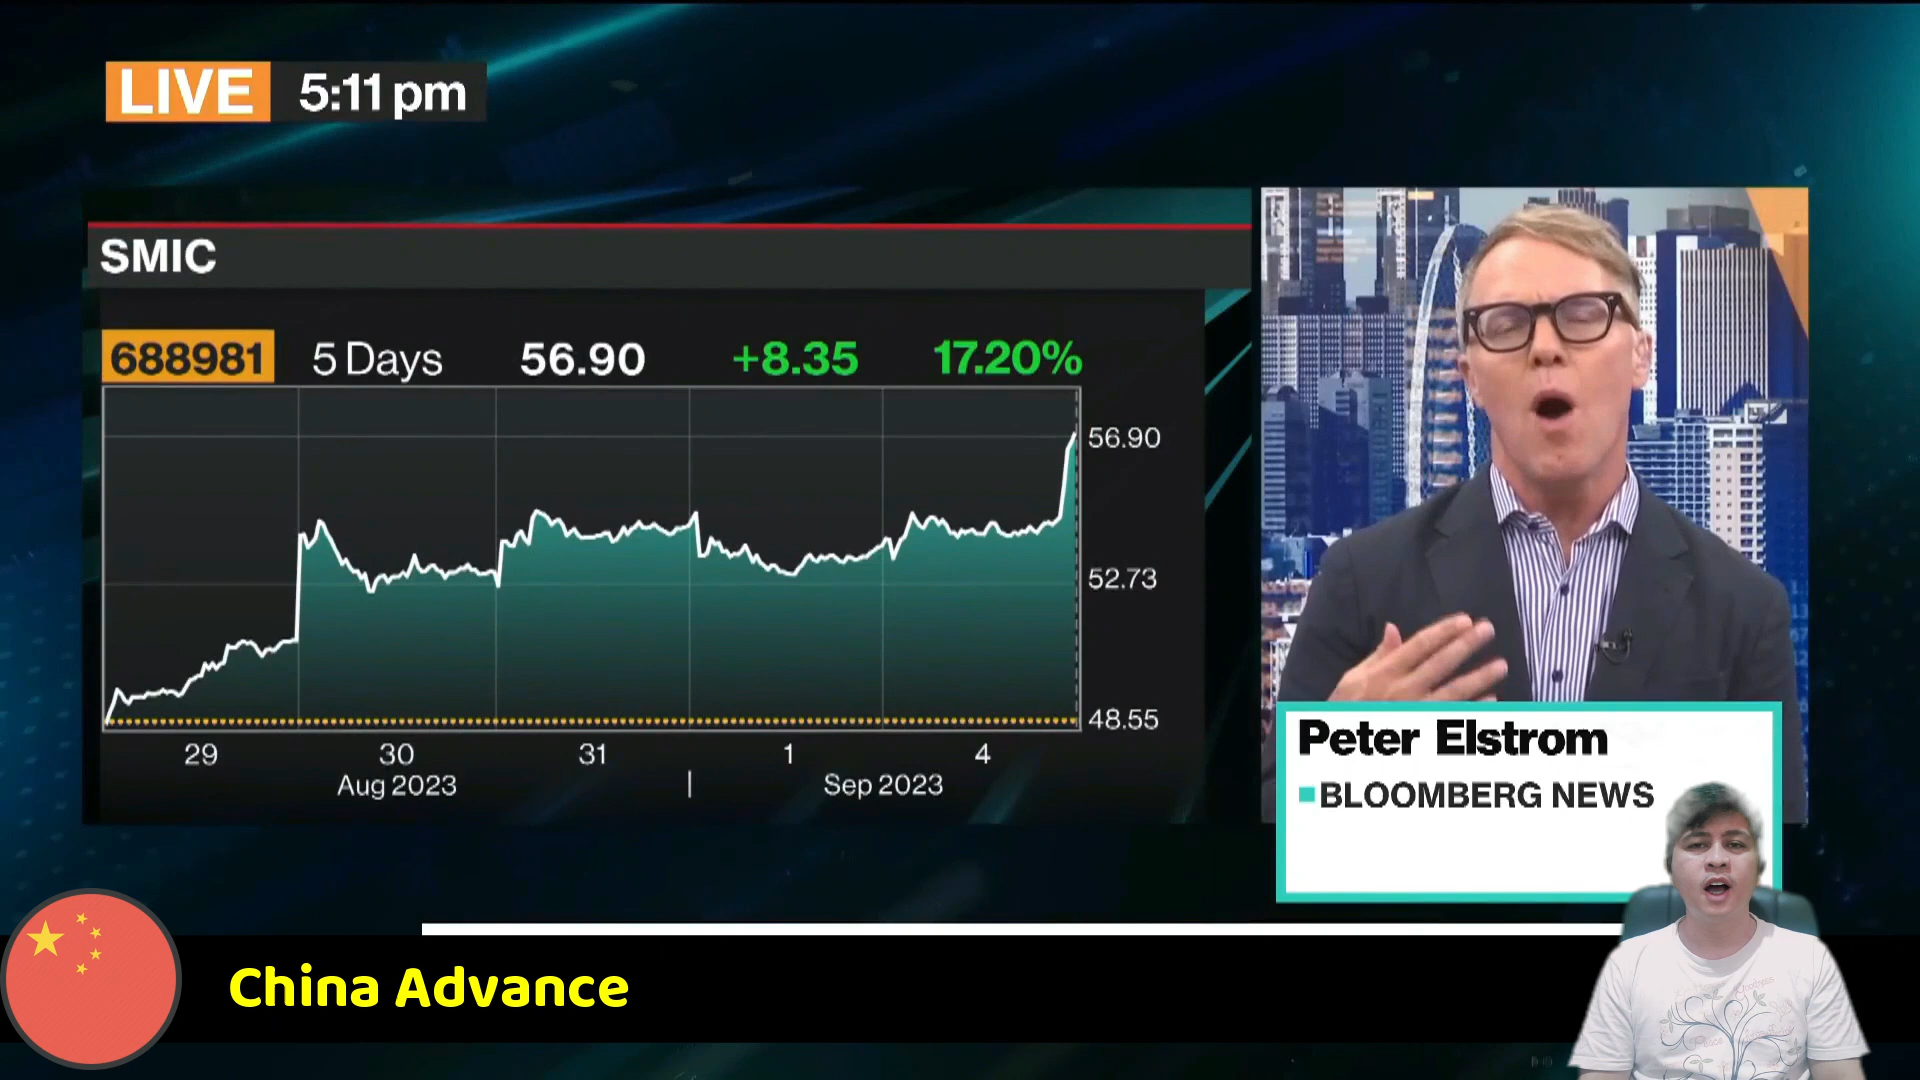 LIVE 5:11 pm
SMIC
688981 5 Days 56.90 +8.35 17.20%
56.90
52.73
48.55
29 30 31 1 4
Aug 2023 | Sep 2023
Peter Elstrom
BLOOMBERG NEWS
China Advance